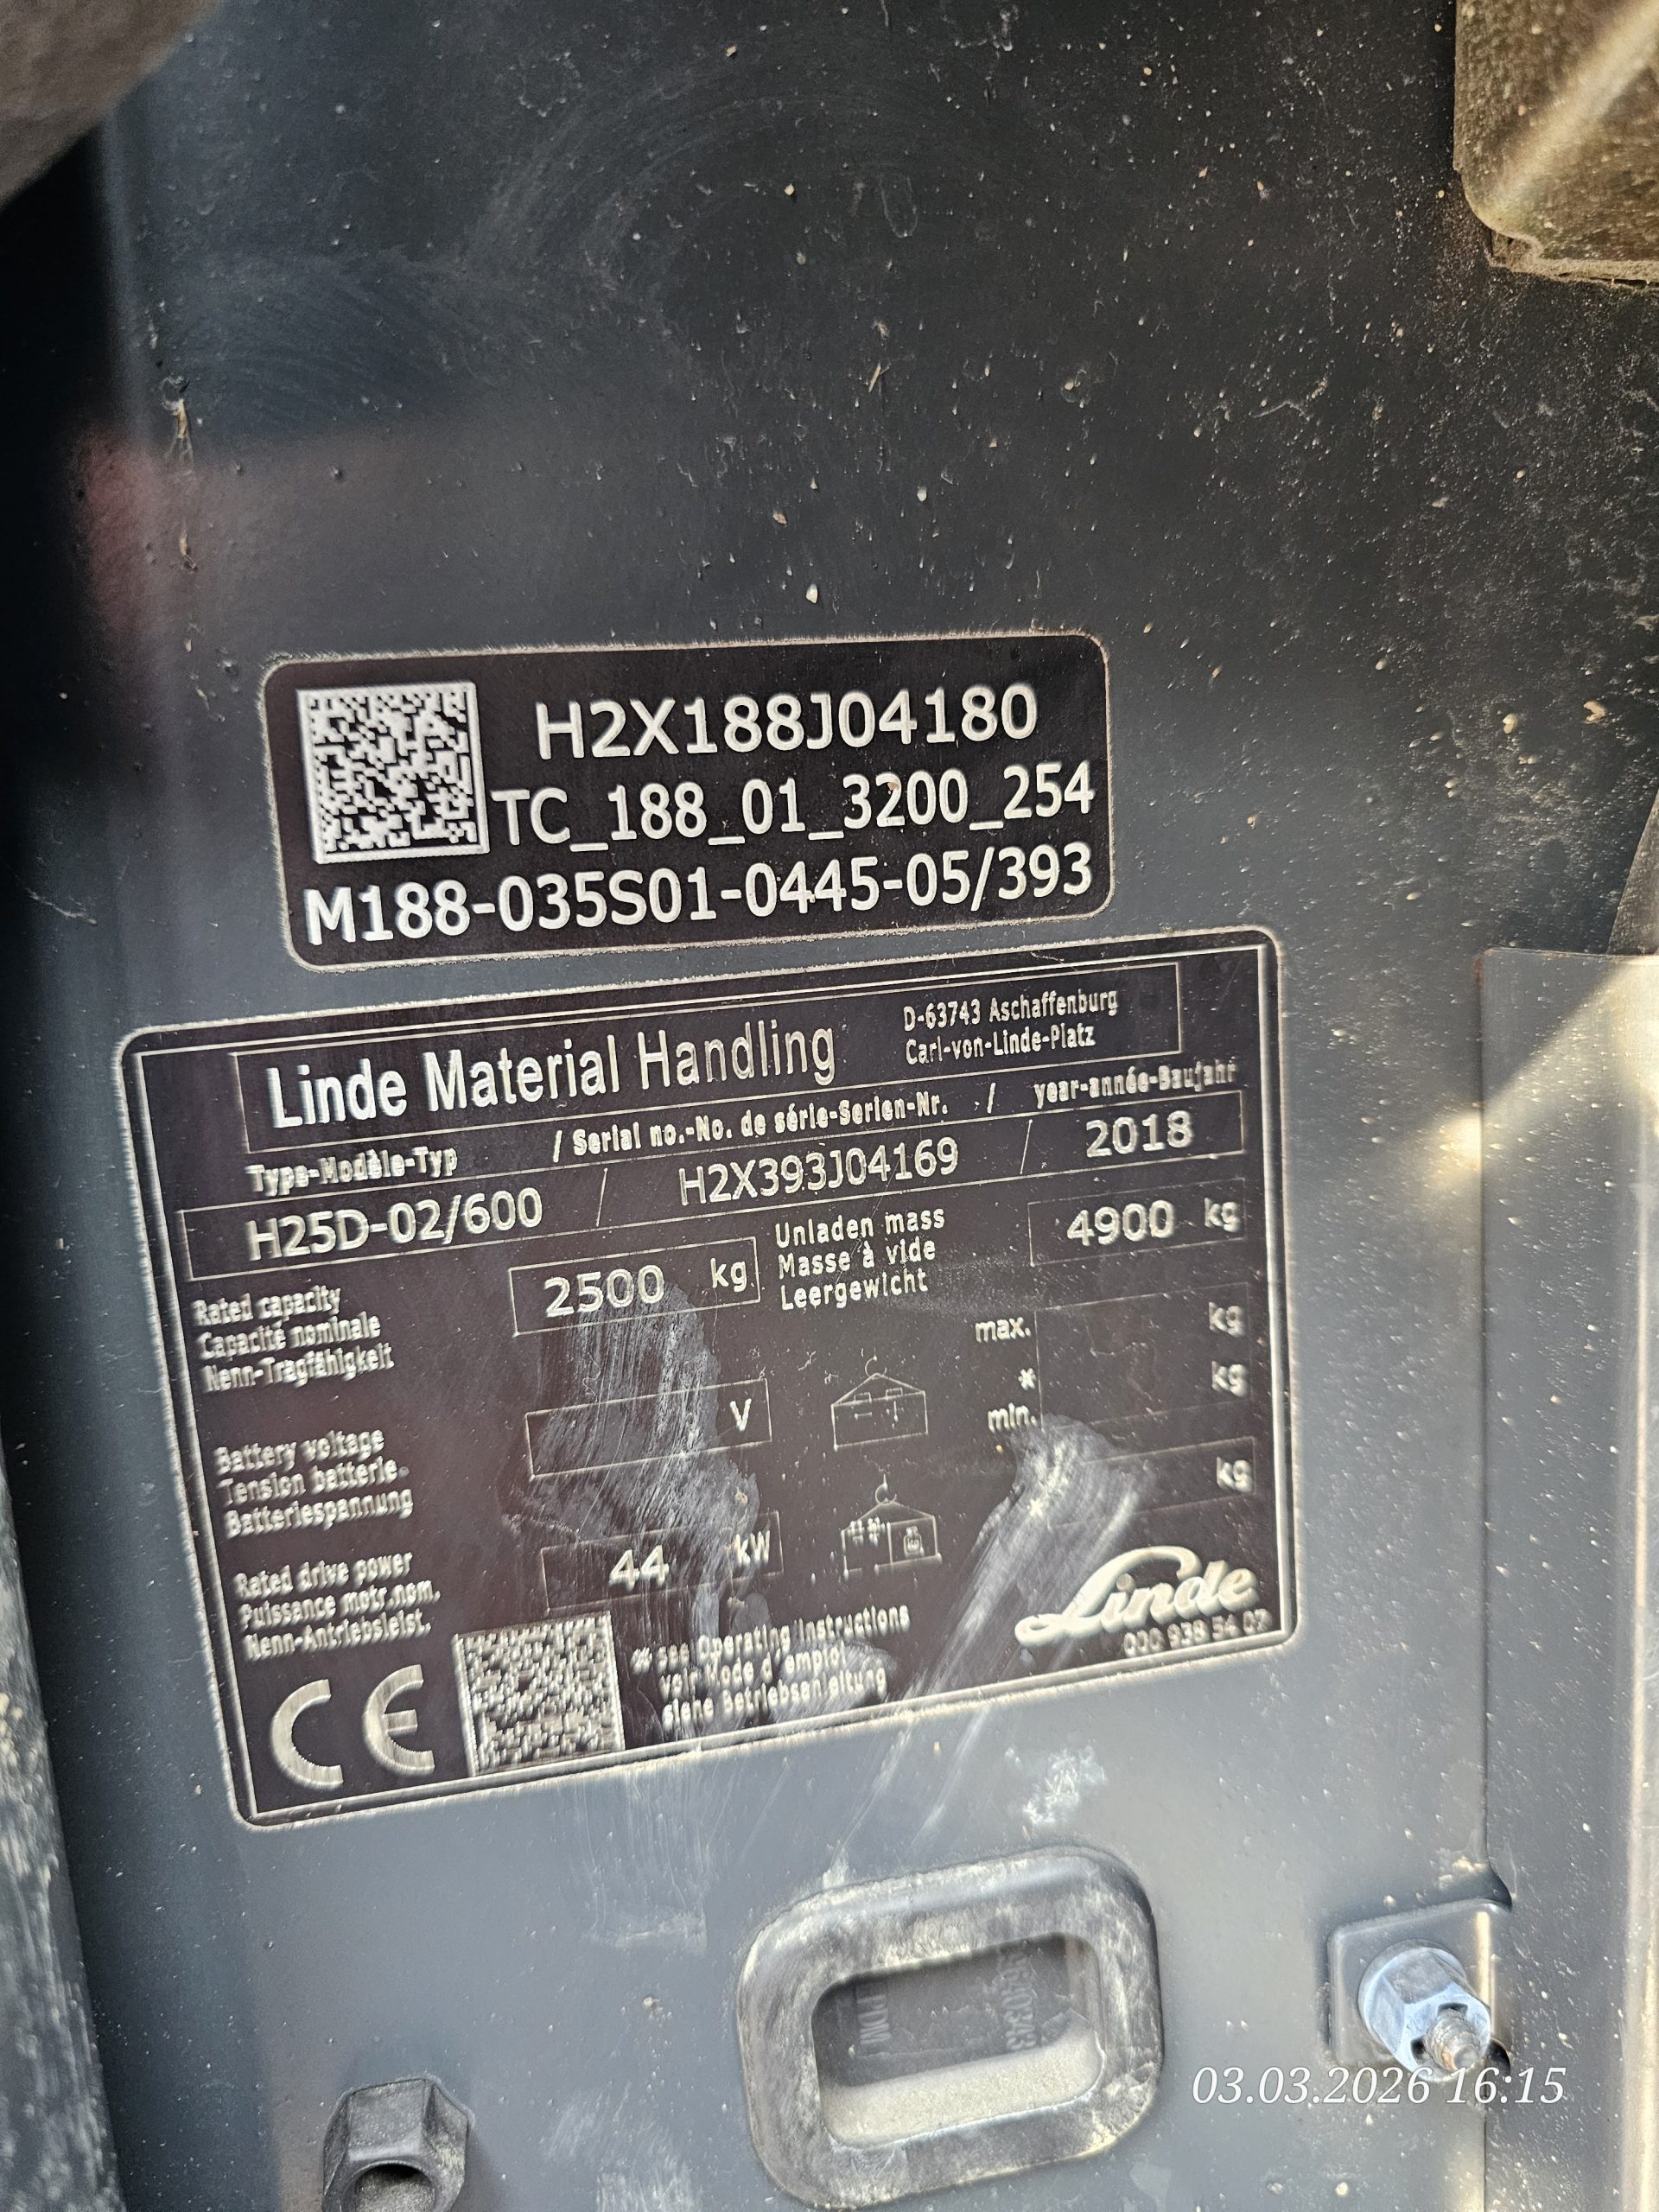 H2X188J04180
TC_188_01_3200_254
M188-035S01-0445-05/393
Linde Material Handling
D-63743 Aschaffenburg
Carl-von-Linde-Platz
Type-Modèle-Typ / Serial no.-No. de série-Serien-Nr. / year-année-Baujahr
H25D-02/600 / H2X393J04169 / 2018
Rated capacity
Capacité nominale
Nenn-Tragfähigkeit
2500 kg
Unladen mass
Masse à vide
Leergewicht
4900 kg
Battery voltage
Tension batterie
Batteriespannung
V
max. kg
* kg
min.
kg
Rated drive power
Puissance motr.nom.
Nenn-Antriebsleist.
44 kW
CE
* see Operating Instructions
voir Mode d'emploi
siehe Betriebsanleitung
Linde
000 938 54 07
03.03.2026 16:15